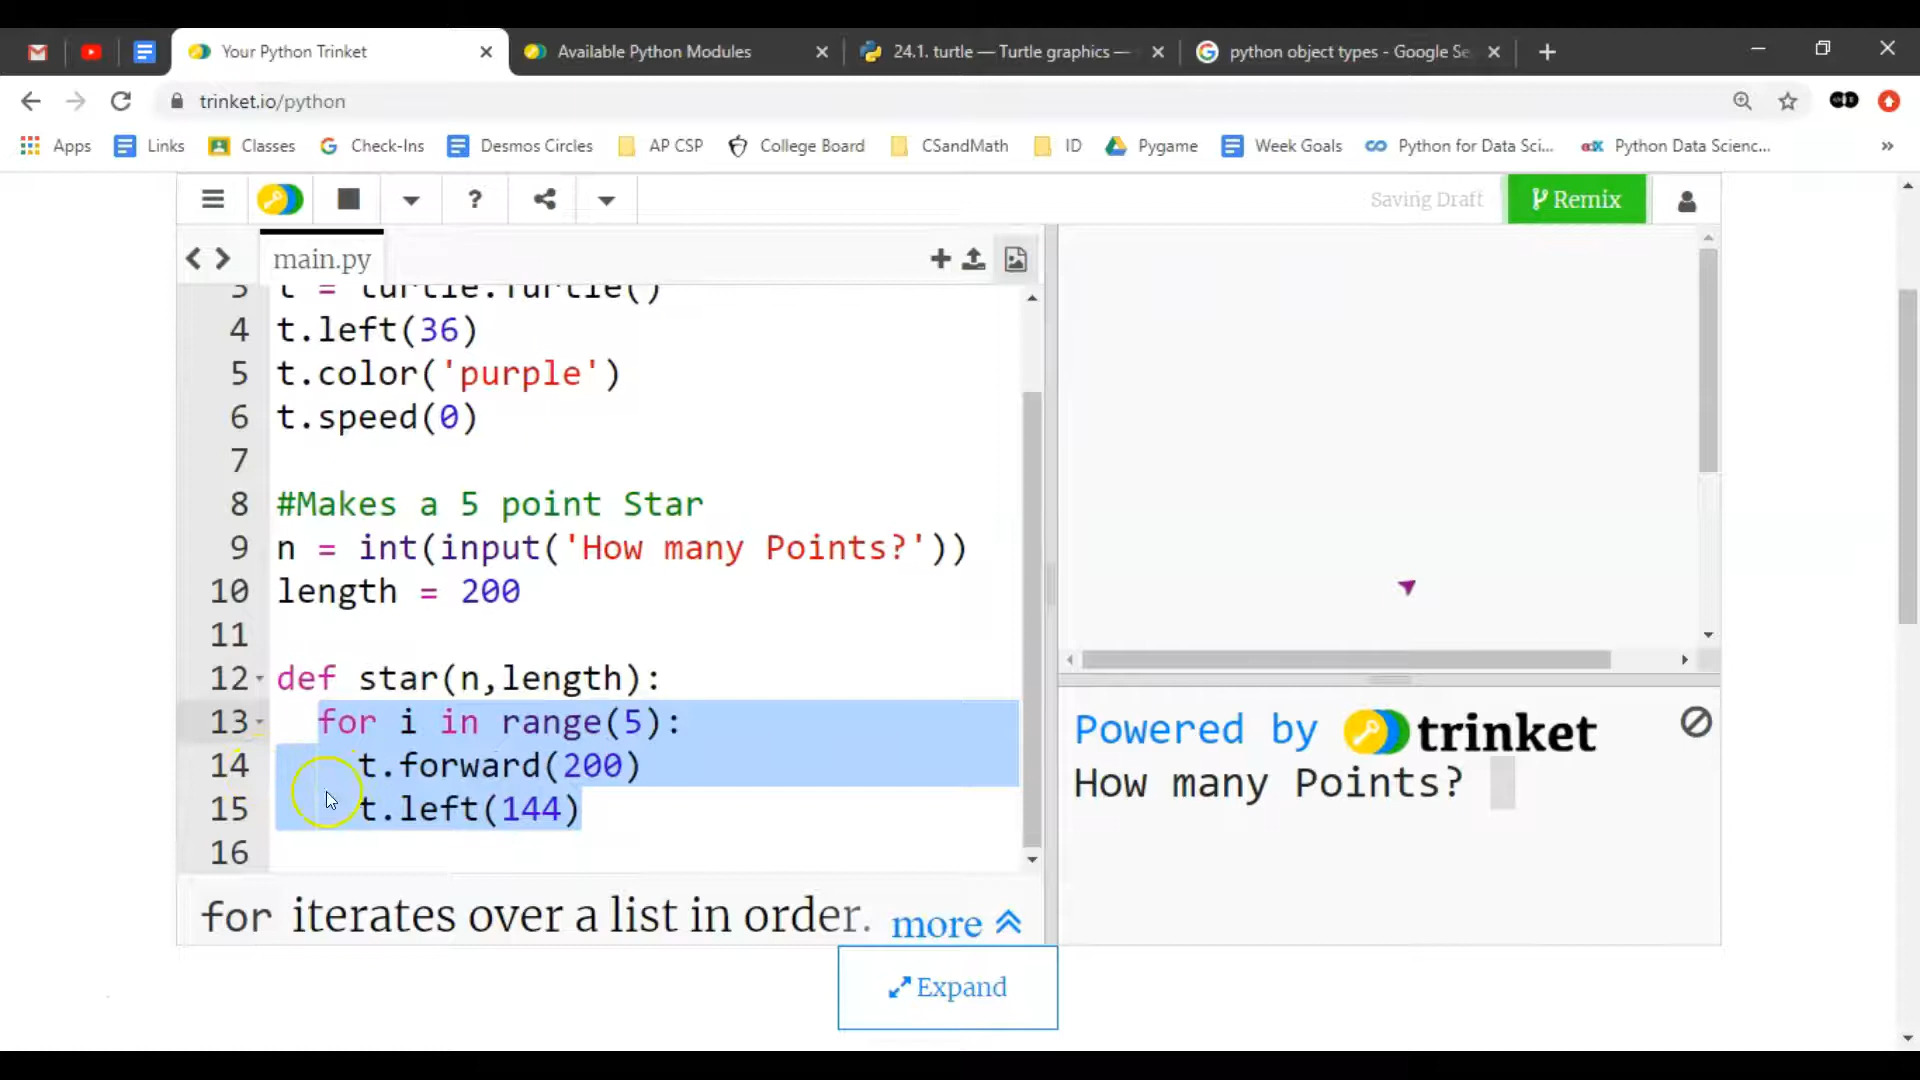 Your Python Trinket
Available Python Modules
24.1. turtle — Turtle graphics —
python object types - Google Se
trinket.io/python
Apps
Links
Classes
Check-Ins
Desmos Circles
AP CSP
College Board
CSandMath
ID
Pygame
Week Goals
Python for Data Sci...
Python Data Scienc...
Saving Draft
Remix
main.py
3 t = turtle.Turtle()
4 t.left(36)
5 t.color('purple')
6 t.speed(0)
7
8 #Makes a 5 point Star
9 n = int(input('How many Points?'))
10 length = 200
11
12 def star(n,length):
13 for i in range(5):
14 t.forward(200)
15 t.left(144)
16
for iterates over a list in order.
more
Expand
Powered by trinket
How many Points?